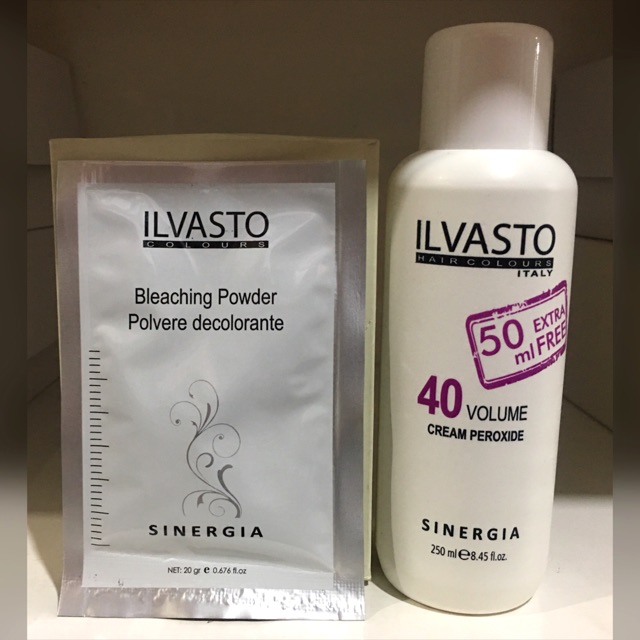 ILVASTO
COLOURS
Bleaching Powder
Polvere decolorante
SINERGIA
NET: 20 gr e 0.676 fl oz
ILVASTO
HAIR COLOURS
ITALY
50 ml EXTRA FREE
40 VOLUME
CREAM PEROXIDE
SINERGIA
250 ml e 8.45 fl.oz.